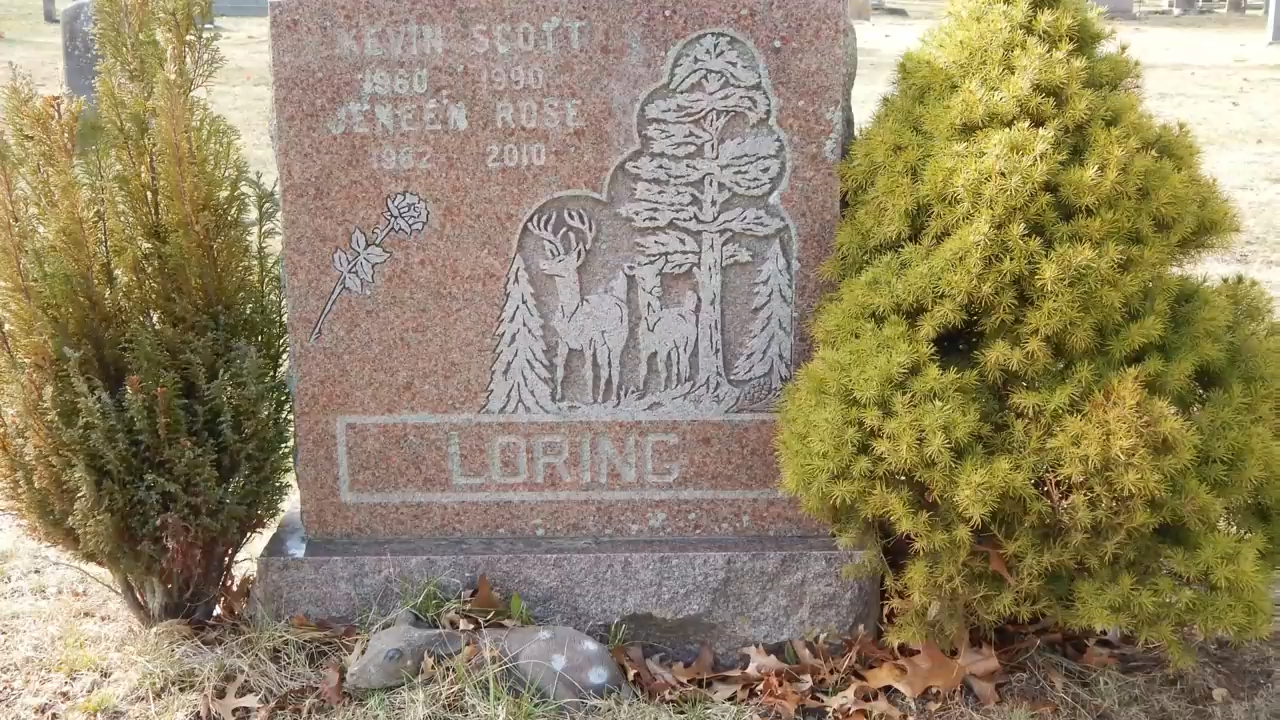 KEVIN SCOTT
1960 1990
JENEEN ROSE
1962 2010
LORING